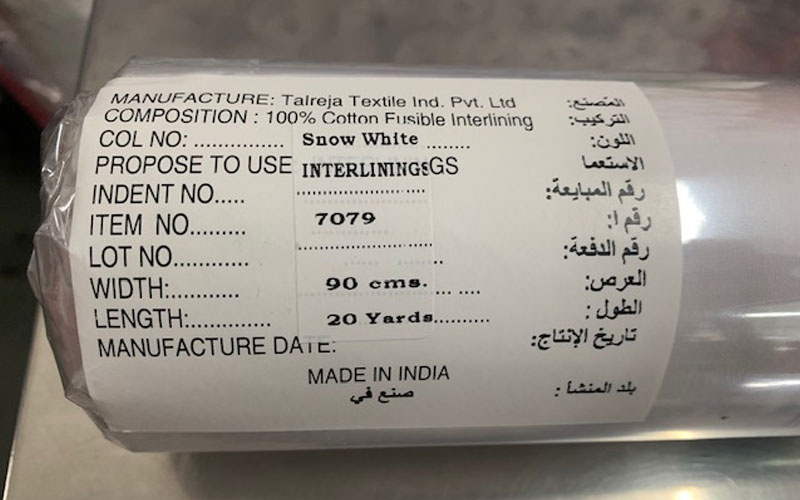 MANUFACTURE: Talreja Textile Ind. Pvt. Ltd المصنع:
COMPOSITION : 100% Cotton Fusible Interlining التركيب:
COL NO: ............... Snow White ........ اللون:
PROPOSE TO USE INTERLININGSGS الاستعما
INDENT NO..... رقم المبايعة:
ITEM NO......... 7079 رقم ا:
LOT NO............ رقم الدفعة:
WIDTH:........... 90 cms. ... .... العرض:
LENGTH:............. 20 Yards.......... الطول :
MANUFACTURE DATE: تاريخ الإنتاج:
MADE IN INDIA
صنع في بلد المنشأ :